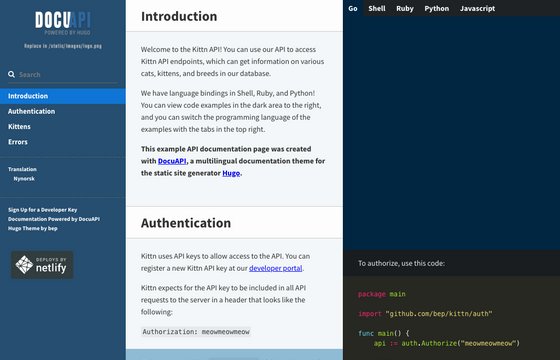 DOCUAPI
POWERED BY HUGO
Replace in /static/images/logo.png
Search
Introduction
Authentication
Kittens
Errors
Translation
Nynorsk
Sign Up for a Developer Key
Documentation Powered by DocuAPI
Hugo Theme by bep
DEPLOYS BY
netlify
Introduction
Welcome to the Kittn API! You can use our API to access
Kittn API endpoints, which can get information on various
cats, kittens, and breeds in our database.
We have language bindings in Shell, Ruby, and Python!
You can view code examples in the dark area to the right,
and you can switch the programming language of the
examples with the tabs in the top right.
This example API documentation page was created
with DocuAPI, a multilingual documentation theme for
the static site generator Hugo.
Authentication
Kittn uses API keys to allow access to the API. You can
register a new Kittn API key at our developer portal.
Kittn expects for the API key to be included in all API
requests to the server in a header that looks like the
following:
Authorization: meowmeowmeow
Go Shell Ruby Python Javascript
To authorize, use this code:
package main
import "github.com/bep/kittn/auth"
func main() {
api := auth.Authorize("meowmeowmeow")